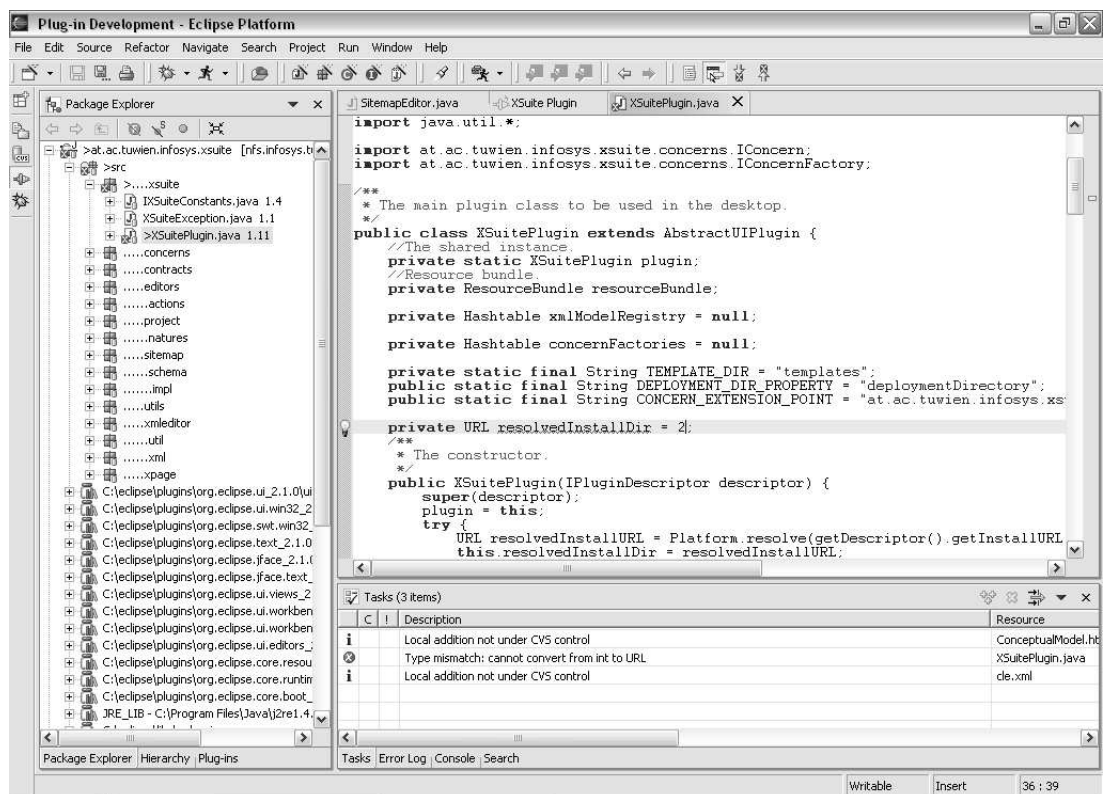 Plug-in Development - Eclipse Platform
File Edit Source Refactor Navigate Search Project Run Window Help
Package Explorer
>at.ac.tuwien.infosys.xsuite [nfs.infosys.tu
>src
>....xsuite
IXSuiteConstants.java 1.4
XSuiteException.java 1.1
>XSuitePlugin.java 1.11
.....concerns
.....contracts
.....editors
......actions
.....project
......natures
.....sitemap
......schema
.......impl
.....utils
.....xmleditor
......util
......xml
.....xpage
C:\eclipse\plugins\org.eclipse.ui_2.1.0\ui
C:\eclipse\plugins\org.eclipse.ui.win32_2
C:\eclipse\plugins\org.eclipse.swt.win32_
C:\eclipse\plugins\org.eclipse.text_2.1.0
C:\eclipse\plugins\org.eclipse.jface_2.1.0
C:\eclipse\plugins\org.eclipse.jface.text_
C:\eclipse\plugins\org.eclipse.ui.views_2
C:\eclipse\plugins\org.eclipse.ui.workben
C:\eclipse\plugins\org.eclipse.ui.workben
C:\eclipse\plugins\org.eclipse.ui.editors_
C:\eclipse\plugins\org.eclipse.core.resou
C:\eclipse\plugins\org.eclipse.core.runtim
C:\eclipse\plugins\org.eclipse.core.boot_
JRE_LIB - C:\Program Files\Java\j2re1.4.
Package Explorer Hierarchy Plug-ins
SitemapEditor.java XSuite Plugin XSuitePlugin.java
import java.util.*;
import at.ac.tuwien.infosys.xsuite.concerns.IConcern;
import at.ac.tuwien.infosys.xsuite.concerns.IConcernFactory;
/**
* The main plugin class to be used in the desktop.
*/
public class XSuitePlugin extends AbstractUIPlugin {
//The shared instance.
private static XSuitePlugin plugin;
//Resource bundle.
private ResourceBundle resourceBundle;
private Hashtable xmlModelRegistry = null;
private Hashtable concernFactories = null;
private static final String TEMPLATE_DIR = "templates";
public static final String DEPLOYMENT_DIR_PROPERTY = "deploymentDirectory";
public static final String CONCERN_EXTENSION_POINT = "at.ac.tuwien.infosys.xs
private URL resolvedInstallDir = 2;
/**
* The constructor.
*/
public XSuitePlugin(IPluginDescriptor descriptor) {
super(descriptor);
plugin = this;
try {
URL resolvedInstallURL = Platform.resolve(getDescriptor().getInstallURL
this.resolvedInstallDir = resolvedInstallURL;
Tasks (3 items)
C ! Description Resource
i Local addition not under CVS control ConceptualModel.ht
Type mismatch: cannot convert from int to URL XSuitePlugin.java
i Local addition not under CVS control cle.xml
Tasks Error Log Console Search
Writable Insert 36 : 39